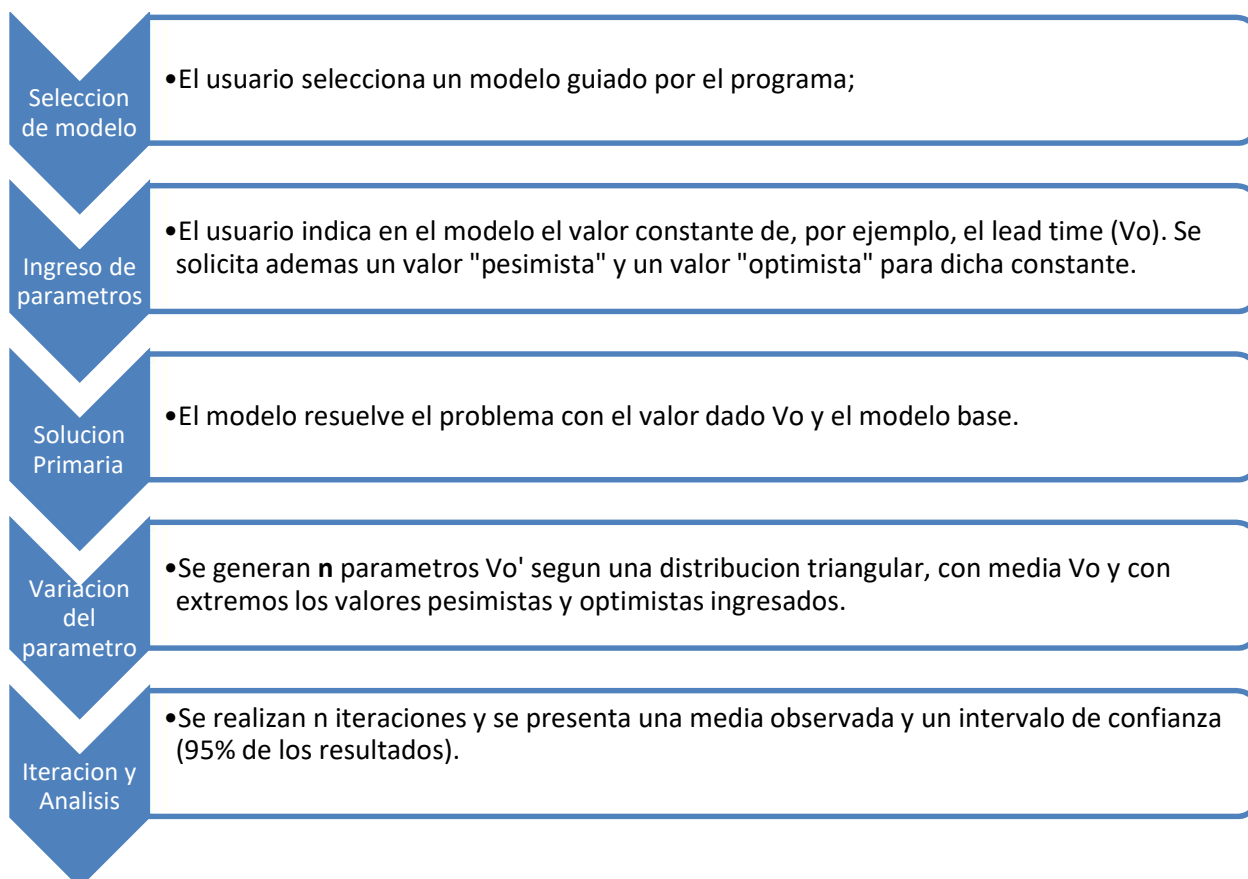 Seleccion
de modelo
•El usuario selecciona un modelo guiado por el programa;
Ingreso de
parametros
•El usuario indica en el modelo el valor constante de, por ejemplo, el lead time (Vo). Se
solicita ademas un valor "pesimista" y un valor "optimista" para dicha constante.
Solucion
Primaria
•El modelo resuelve el problema con el valor dado Vo y el modelo base.
Variacion
del
parametro
•Se generan n parametros Vo' segun una distribucion triangular, con media Vo y con
extremos los valores pesimistas y optimistas ingresados.
Iteracion y
Analisis
•Se realizan n iteraciones y se presenta una media observada y un intervalo de confianza
(95% de los resultados).